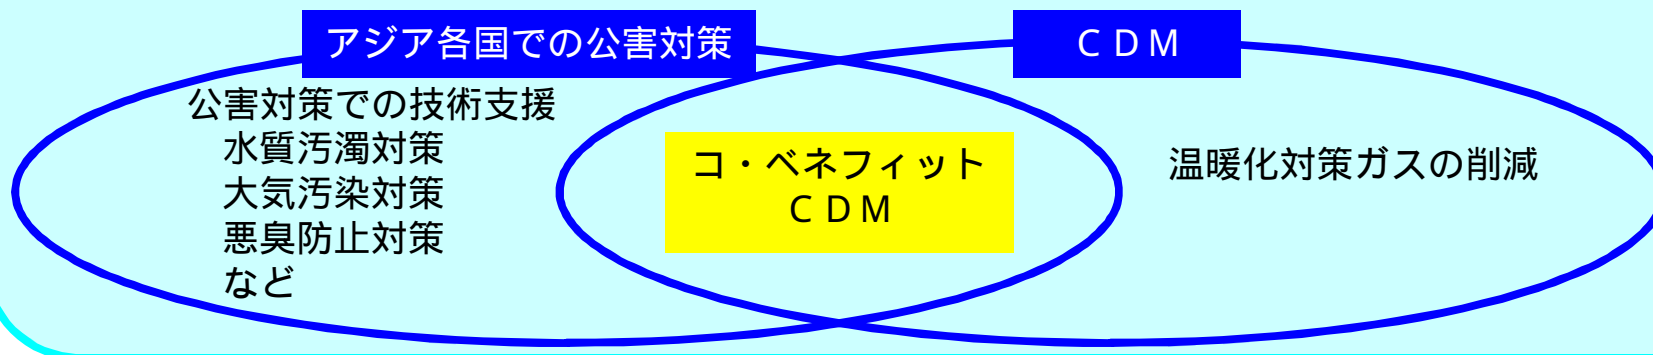 アジア各国での公害対策
ＣＤＭ
公害対策での技術支援
水質汚濁対策
大気汚染対策
悪臭防止対策
など
コ・ベネフィット
ＣＤＭ
温暖化対策ガスの削減